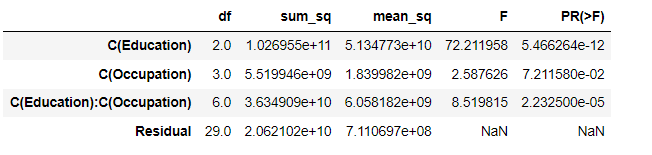 df sum_sq mean_sq F PR(>F)
C(Education) 2.0 1.026955e+11 5.134773e+10 72.211958 5.466264e-12
C(Occupation) 3.0 5.519946e+09 1.839982e+09 2.587626 7.211580e-02
C(Education):C(Occupation) 6.0 3.634909e+10 6.058182e+09 8.519815 2.232500e-05
Residual 29.0 2.062102e+10 7.110697e+08 NaN NaN